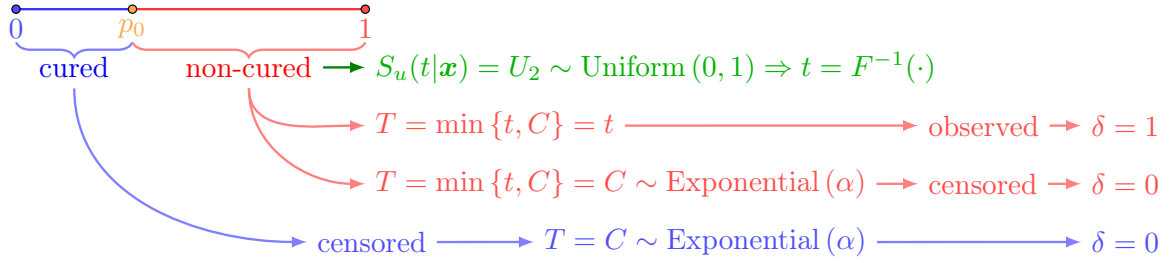 0 p₀ 1
cured non-cured S_u(t|x) = U₂ ∼ Uniform (0, 1) ⇒ t = F⁻¹(·)
T = min {t, C} = t observed δ = 1
T = min {t, C} = C ∼ Exponential (α) censored δ = 0
censored T = C ∼ Exponential (α) δ = 0